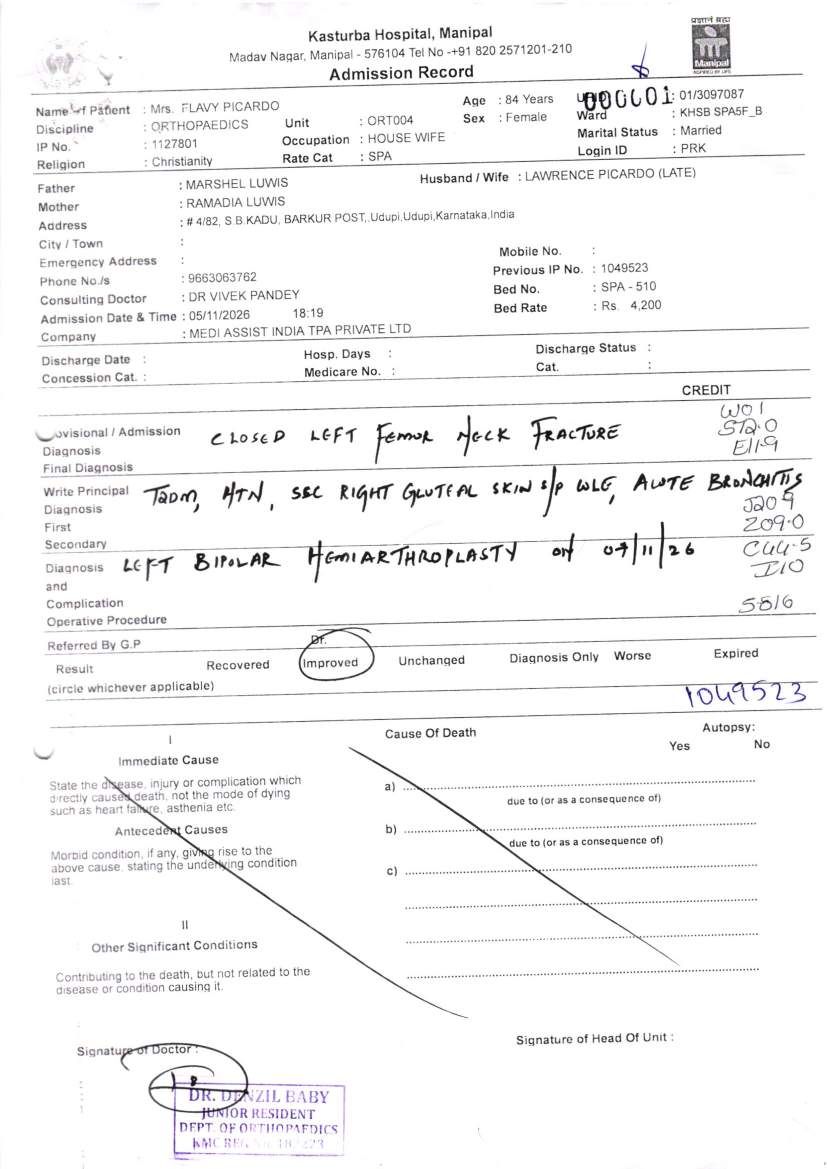 Kasturba Hospital, Manipal
Madav Nagar, Manipal - 576104 Tel No -+91 820 2571201-210
Admission Record
प्रज्ञानं ब्रह्म
Manipal
INSPIRED BY LIFE
Name of Patient : Mrs. FLAVY PICARDO Age : 84 Years : 01/3097087
000601
Discipline : ORTHOPAEDICS Unit : ORT004 Sex : Female Ward : KHSB SPA5F_B
IP No. : 1127801 Occupation : HOUSE WIFE Marital Status : Married
Religion : Christianity Rate Cat : SPA Login ID : PRK
Father : MARSHEL LUWIS Husband / Wife : LAWRENCE PICARDO (LATE)
Mother : RAMADIA LUWIS
Address : # 4/82, S.B.KADU, BARKUR POST,.Udupi,Udupi,Karnataka,India
City / Town :
Emergency Address : Mobile No. :
Phone No./s : 9663063762 Previous IP No. : 1049523
Consulting Doctor : DR VIVEK PANDEY Bed No. : SPA - 510
Admission Date & Time : 05/11/2026 18:19 Bed Rate : Rs. 4,200
Company : MEDI ASSIST INDIA TPA PRIVATE LTD
Discharge Date : Hosp. Days : Discharge Status :
Concession Cat. : Medicare No. : Cat. :
CREDIT
Provisional / Admission CLOSED LEFT FEMUR NECK FRACTURE W01
Diagnosis S72.0
Final Diagnosis E11.9
Write Principal T2DM, HTN, SCC RIGHT GLUTEAL SKIN S/P WLE, ACUTE BRONCHITIS
Diagnosis J20.9
First Z09.0
Secondary
Diagnosis LEFT BIPOLAR HEMIARTHROPLASTY on 07/11/26 C44.5
and I10
Complication
Operative Procedure 5816
Referred By G.P Dr.
Result Recovered Improved Unchanged Diagnosis Only Worse Expired
(circle whichever applicable)
1049523
I Cause Of Death Autopsy:
Immediate Cause Yes No
State the disease, injury or complication which a)
directly caused death, not the mode of dying due to (or as a consequence of)
such as heart failure, asthenia etc.
Antecedent Causes b)
due to (or as a consequence of)
Morbid condition, if any, giving rise to the
above cause, stating the underlying condition c)
last.
II
Other Significant Conditions
Contributing to the death, but not related to the
disease or condition causing it.
Signature of Doctor : Signature of Head Of Unit :
DR. DENZIL BABY
JUNIOR RESIDENT
DEPT. OF ORTHOPAEDICS
KMC REG.